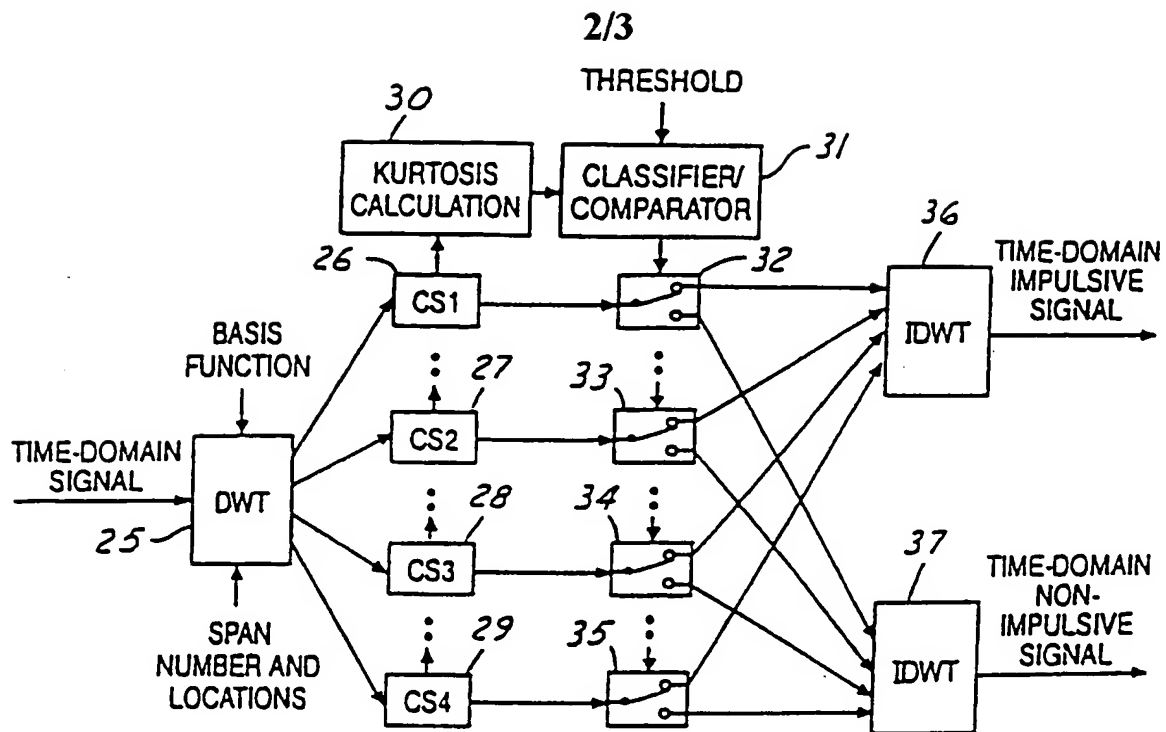 2/3
THRESHOLD
30
KURTOSIS
CALCULATION
CLASSIFIER/
COMPARATOR
31
26
CS1
32
36
IDWT
TIME-DOMAIN
IMPULSIVE
SIGNAL
BASIS
FUNCTION
27
CS2
33
TIME-DOMAIN
SIGNAL
DWT
25
28
CS3
34
37
IDWT
TIME-DOMAIN
NON-
IMPULSIVE
SIGNAL
SPAN
NUMBER AND
LOCATIONS
29
CS4
35